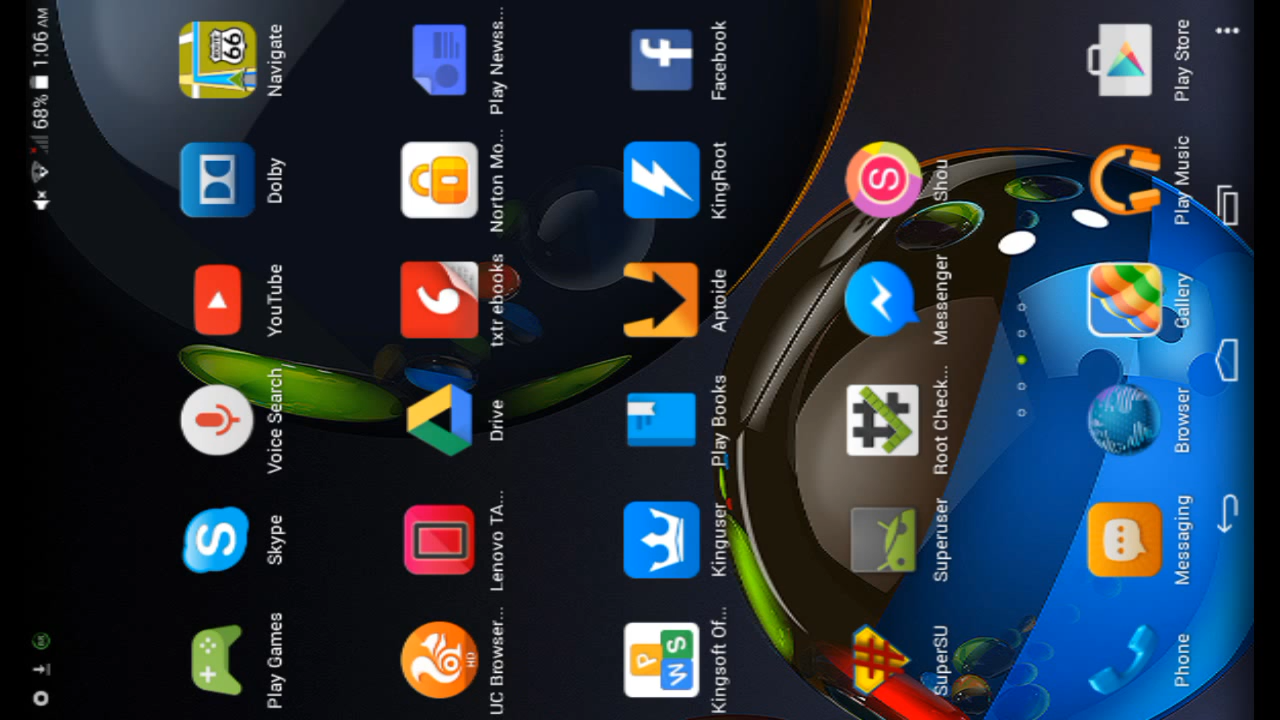 68% 1:06 AM
Play Games
Skype
Voice Search
YouTube
Dolby
99
Navigate
UC Browser...
HD
Lenovo TA...
Drive
txtr ebooks
Norton Mo...
Play Newss...
P
W S
Kingsoft Of...
Kinguser
Play Books
Aptoide
KingRoot
f
Facebook
SuperSU
Superuser
Root Check...
Messenger
S
Shou
Phone
Messaging
Browser
Gallery
Play Music
Play Store